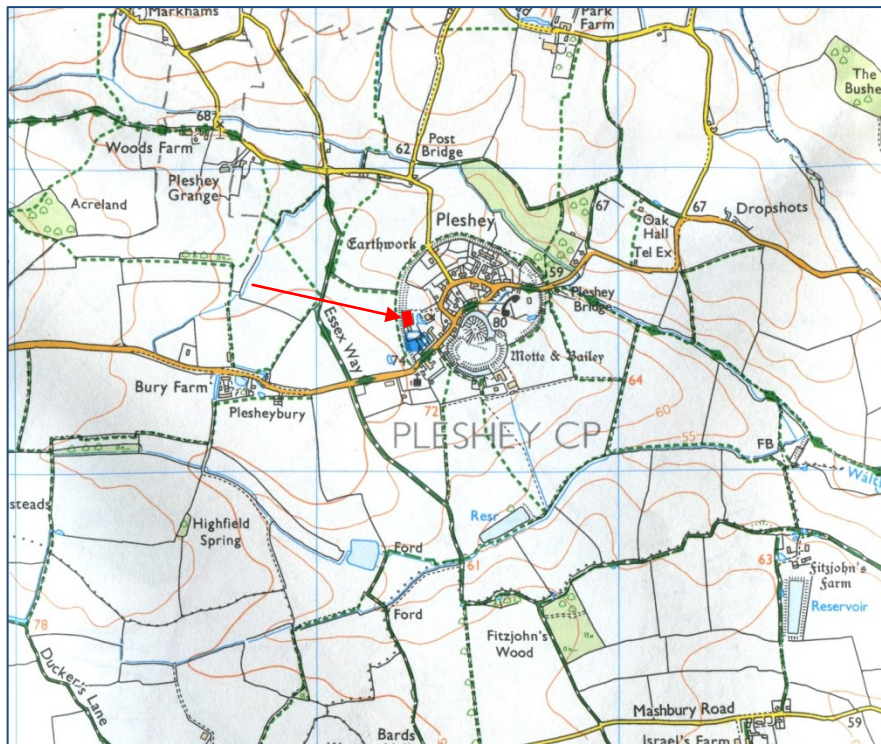 Markhams
Park
Farm
The
Bushe
68
62
Post
Bridge
Woods Farm
Pleshey
Grange
Acreland
Pleshey
67
67
Oak
Hall
Dropshots
Earthwork
Tel Ex
59
Pleshey
Bridge
Essex Way
80
74
Motte & Bailey
Bury Farm
Plesheybury
64
72
60
PLESHEY CP
55
FB
Walth
steads
Highfield
Spring
Resr
Ford
61
63
Fitzjohn's
Farm
Ford
Reservoir
78
Fitzjohn's
Wood
Ducker's
Lane
Mashbury Road
59
Bards
Israel's Farm